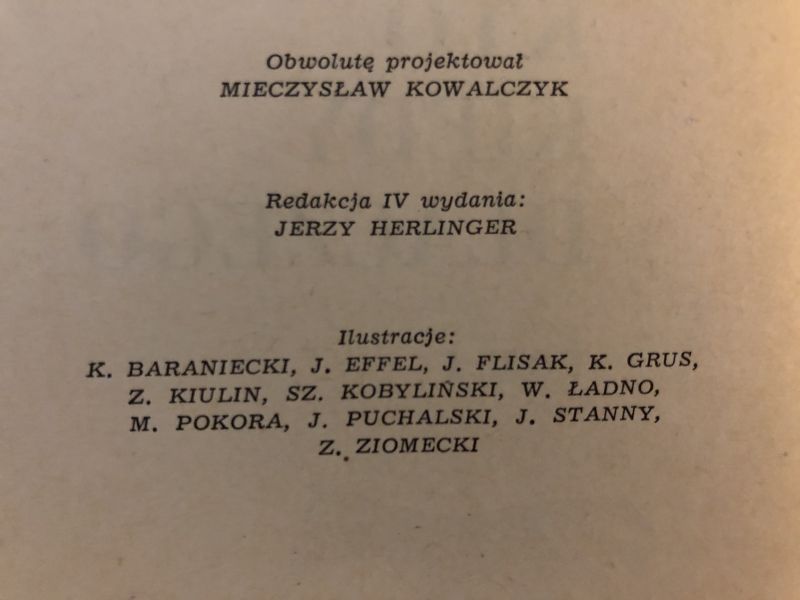 Obwolutę projektował
MIECZYSŁAW KOWALCZYK
Redakcja IV wydania:
JERZY HERLINGER
Ilustracje:
K. BARANIECKI, J. EFFEL, J. FLISAK, K. GRUS,
Z. KIULIN, SZ. KOBYLIŃSKI, W. ŁADNO,
M. POKORA, J. PUCHALSKI, J. STANNY,
Z. ZIOMECKI